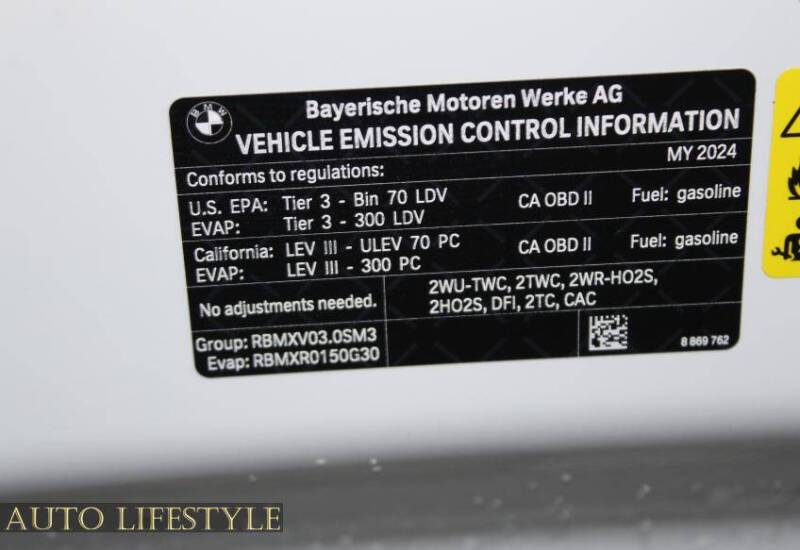 BMW
Bayerische Motoren Werke AG
VEHICLE EMISSION CONTROL INFORMATION
Conforms to regulations: MY 2024
U.S. EPA: Tier 3 - Bin 70 LDV CA OBD II Fuel: gasoline
EVAP: Tier 3 - 300 LDV
California: LEV III - ULEV 70 PC CA OBD II Fuel: gasoline
EVAP: LEV III - 300 PC
No adjustments needed. 2WU-TWC, 2TWC, 2WR-HO2S,
2HO2S, DFI, 2TC, CAC
Group: RBMXV03.0SM3
Evap: RBMXR0150G30
8 869 762
AUTO LIFESTYLE